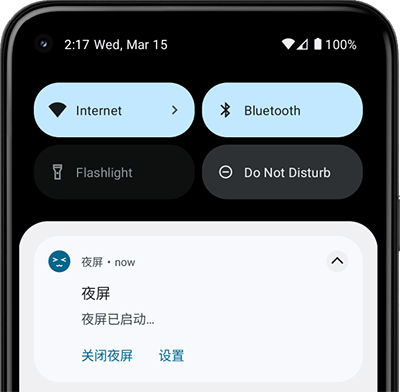 2:17 Wed, Mar 15 100%
Internet Bluetooth
Flashlight Do Not Disturb
夜屏 • now
夜屏
夜屏已启动...
关闭夜屏 设置